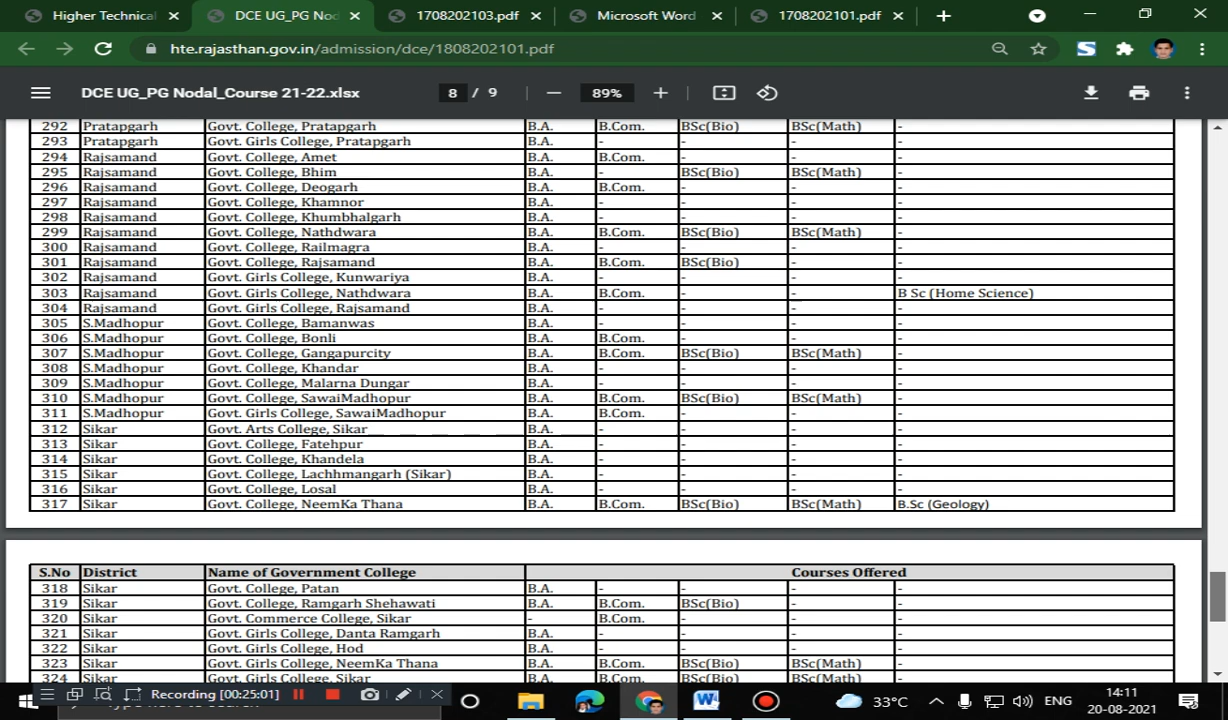 Higher Technical
DCE UG_PG Nod
1708202103.pdf
Microsoft Word
1708202101.pdf
hte.rajasthan.gov.in/admission/dce/1808202101.pdf
DCE UG_PG Nodal_Course 21-22.xlsx
8 / 9
89%
292 Pratapgarh Govt. College, Pratapgarh B.A. B.Com. BSc(Bio) BSc(Math) -
293 Pratapgarh Govt. Girls College, Pratapgarh B.A. - - - -
294 Rajsamand Govt. College, Amet B.A. B.Com. - - -
295 Rajsamand Govt. College, Bhim B.A. - BSc(Bio) BSc(Math) -
296 Rajsamand Govt. College, Deogarh B.A. B.Com. - - -
297 Rajsamand Govt. College, Khamnor B.A. - - - -
298 Rajsamand Govt. College, Khumbhalgarh B.A. - - - -
299 Rajsamand Govt. College, Nathdwara B.A. B.Com. BSc(Bio) BSc(Math) -
300 Rajsamand Govt. College, Railmagra B.A. - - - -
301 Rajsamand Govt. College, Rajsamand B.A. B.Com. BSc(Bio) - -
302 Rajsamand Govt. Girls College, Kunwariya B.A. - - - -
303 Rajsamand Govt. Girls College, Nathdwara B.A. B.Com. - - B Sc (Home Science)
304 Rajsamand Govt. Girls College, Rajsamand B.A. - - - -
305 S.Madhopur Govt. College, Bamanwas B.A. - - - -
306 S.Madhopur Govt. College, Bonli B.A. B.Com. - - -
307 S.Madhopur Govt. College, Gangapurcity B.A. B.Com. BSc(Bio) BSc(Math) -
308 S.Madhopur Govt. College, Khandar B.A. - - - -
309 S.Madhopur Govt. College, Malarna Dungar B.A. - - - -
310 S.Madhopur Govt. College, SawaiMadhopur B.A. B.Com. BSc(Bio) BSc(Math) -
311 S.Madhopur Govt. Girls College, SawaiMadhopur B.A. B.Com. - - -
312 Sikar Govt. Arts College, Sikar B.A. - - - -
313 Sikar Govt. College, Fatehpur B.A. - - - -
314 Sikar Govt. College, Khandela B.A. - - - -
315 Sikar Govt. College, Lachhmangarh (Sikar) B.A. - - - -
316 Sikar Govt. College, Losal B.A. - - - -
317 Sikar Govt. College, NeemKa Thana B.A. B.Com. BSc(Bio) BSc(Math) B.Sc (Geology)
S.No District Name of Government College Courses Offered
318 Sikar Govt. College, Patan B.A. - - - -
319 Sikar Govt. College, Ramgarh Shehawati B.A. B.Com. BSc(Bio) - -
320 Sikar Govt. Commerce College, Sikar - B.Com. - - -
321 Sikar Govt. Girls College, Danta Ramgarh B.A. - - - -
322 Sikar Govt. Girls College, Hod B.A. - - - -
323 Sikar Govt. Girls College, NeemKa Thana B.A. B.Com. BSc(Bio) BSc(Math) -
324 Sikar Govt. Girls College, Sikar B.A. B.Com. BSc(Bio) BSc(Math) -
Recording [00:25:01]
33°C
ENG
14:11
20-08-2021